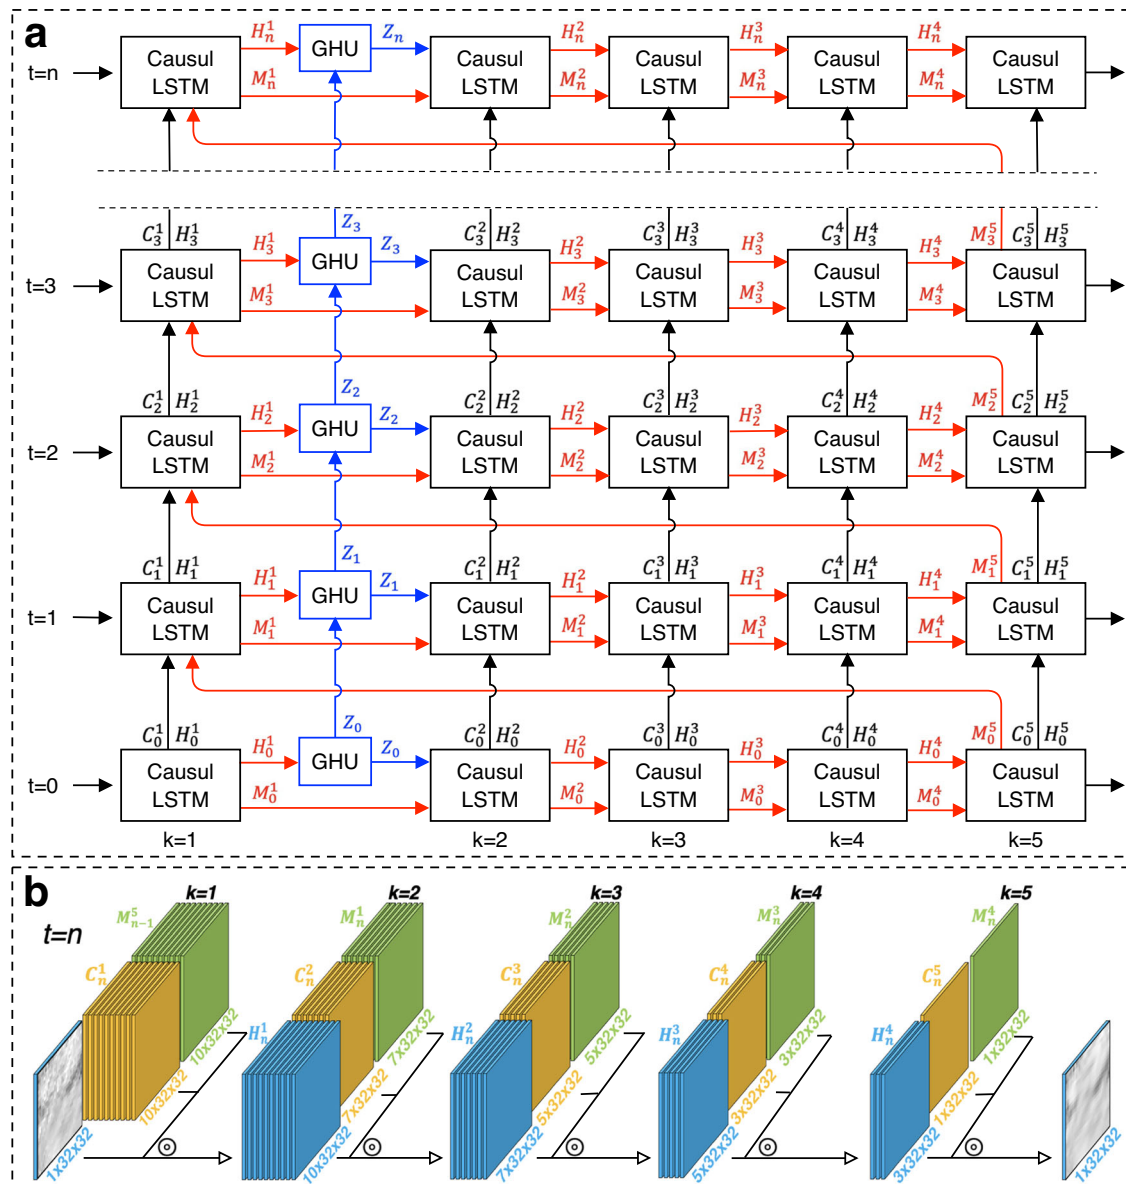 a
t=n
Causul LSTM
H_n^1
M_n^1
GHU
Z_n
Causul LSTM
H_n^2
M_n^2
Causul LSTM
H_n^3
M_n^3
Causul LSTM
H_n^4
M_n^4
Causul LSTM
C_3^1 H_3^1
Z_3
C_3^2 H_3^2
C_3^3 H_3^3
C_3^4 H_3^4
M_3^5 C_3^5 H_3^5
t=3
Causul LSTM
H_3^1
M_3^1
GHU
Z_3
Causul LSTM
H_3^2
M_3^2
Causul LSTM
H_3^3
M_3^3
Causul LSTM
H_3^4
M_3^4
Causul LSTM
C_2^1 H_2^1
Z_2
C_2^2 H_2^2
C_2^3 H_2^3
C_2^4 H_2^4
M_2^5 C_2^5 H_2^5
t=2
Causul LSTM
H_2^1
M_2^1
GHU
Z_2
Causul LSTM
H_2^2
M_2^2
Causul LSTM
H_2^3
M_2^3
Causul LSTM
H_2^4
M_2^4
Causul LSTM
C_1^1 H_1^1
Z_1
C_1^2 H_1^2
C_1^3 H_1^3
C_1^4 H_1^4
M_1^5 C_1^5 H_1^5
t=1
Causul LSTM
H_1^1
M_1^1
GHU
Z_1
Causul LSTM
H_1^2
M_1^2
Causul LSTM
H_1^3
M_1^3
Causul LSTM
H_1^4
M_1^4
Causul LSTM
C_0^1 H_0^1
Z_0
C_0^2 H_0^2
C_0^3 H_0^3
C_0^4 H_0^4
M_0^5 C_0^5 H_0^5
t=0
Causul LSTM
H_0^1
M_0^1
GHU
Z_0
Causul LSTM
H_0^2
M_0^2
Causul LSTM
H_0^3
M_0^3
Causul LSTM
H_0^4
M_0^4
Causul LSTM
k=1
k=2
k=3
k=4
k=5
b
t=n
k=1
M_{n-1}^5
C_n^1
1x32x32
10x32x32
10x32x32
k=2
M_n^1
C_n^2
H_n^1
10x32x32
7x32x32
7x32x32
k=3
M_n^2
C_n^3
H_n^2
7x32x32
5x32x32
5x32x32
k=4
M_n^3
C_n^4
H_n^3
5x32x32
3x32x32
3x32x32
k=5
M_n^4
C_n^5
H_n^4
3x32x32
1x32x32
1x32x32
1x32x32